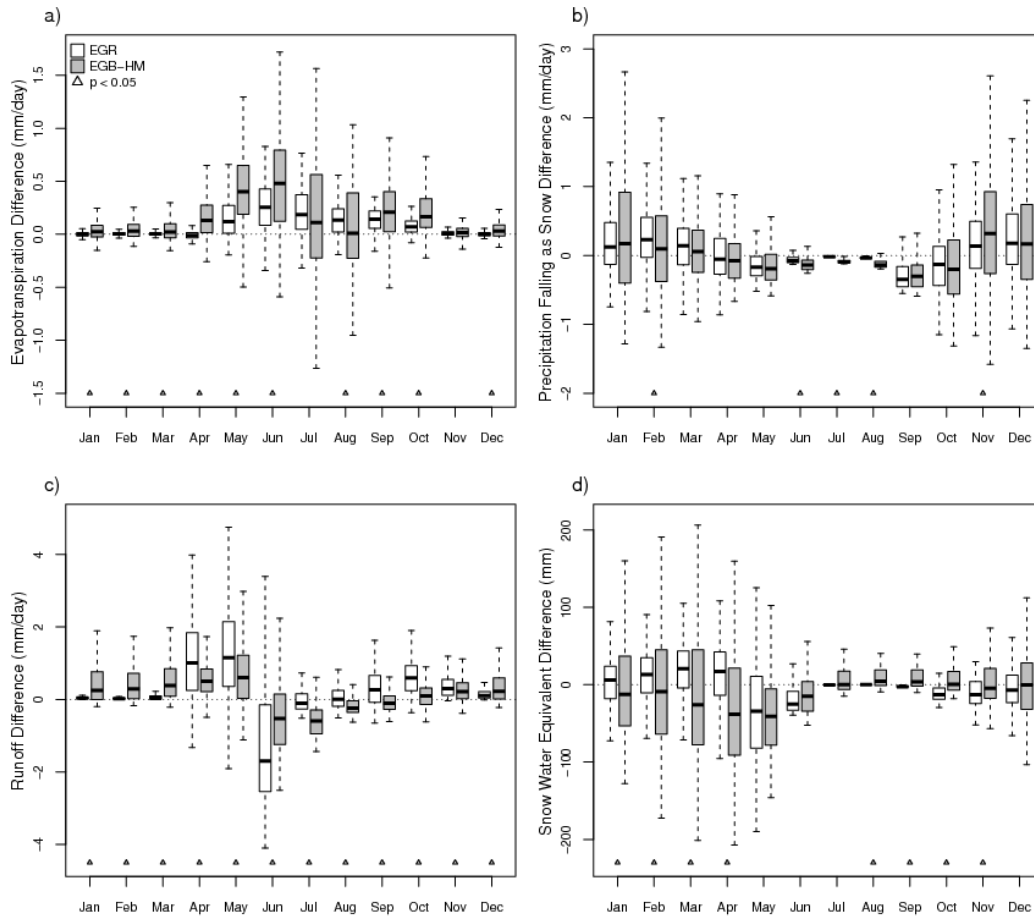 a)
EGR
EGB−HM
p < 0.05
Evapotranspiration Difference (mm/day)
1.5
1.0
0.5
0.0
−0.5
−1.0
−1.5
Jan Feb Mar Apr May Jun Jul Aug Sep Oct Nov Dec
b)
Precipitation Falling as Snow Difference (mm/day)
3
2
1
0
−1
−2
Jan Feb Mar Apr May Jun Jul Aug Sep Oct Nov Dec
c)
Runoff Difference (mm/day)
4
2
0
−2
−4
Jan Feb Mar Apr May Jun Jul Aug Sep Oct Nov Dec
d)
Snow Water Equivalent Difference (mm)
200
100
0
−100
−200
Jan Feb Mar Apr May Jun Jul Aug Sep Oct Nov Dec